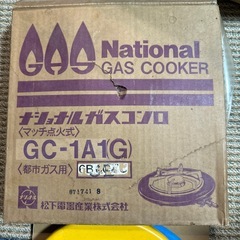 GAS National
GAS COOKER
ナショナルガスコンロ
〈マッチ点火式〉
GC-1A1(G)
〈都市ガス用〉
松下電器産業株式会社